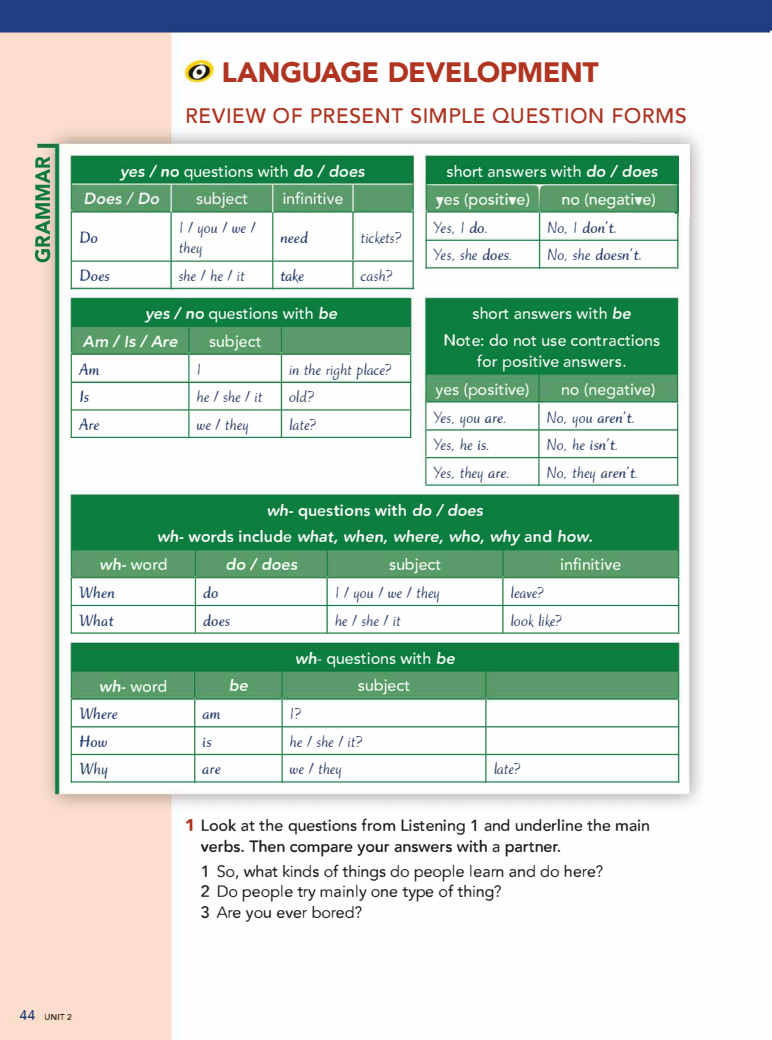 LANGUAGE DEVELOPMENT
REVIEW OF PRESENT SIMPLE QUESTION FORMS
GRAMMAR
yes / no questions with do / does
Does / Do subject infinitive
Do I / you / we / they need tickets?
Does she / he / it take cash?
short answers with do / does
yes (positive) no (negative)
Yes, I do. No, I don't.
Yes, she does. No, she doesn't.
yes / no questions with be
Am / Is / Are subject
Am I in the right place?
Is he / she / it old?
Are we / they late?
short answers with be
Note: do not use contractions
for positive answers.
yes (positive) no (negative)
Yes, you are. No, you aren't.
Yes, he is. No, he isn't.
Yes, they are. No, they aren't.
wh- questions with do / does
wh- words include what, when, where, who, why and how.
wh- word do / does subject infinitive
When do I / you / we / they leave?
What does he / she / it look like?
wh- questions with be
wh- word be subject
Where am I?
How is he / she / it?
Why are we / they late?
1 Look at the questions from Listening 1 and underline the main
verbs. Then compare your answers with a partner.
1 So, what kinds of things do people learn and do here?
2 Do people try mainly one type of thing?
3 Are you ever bored?
44 UNIT 2